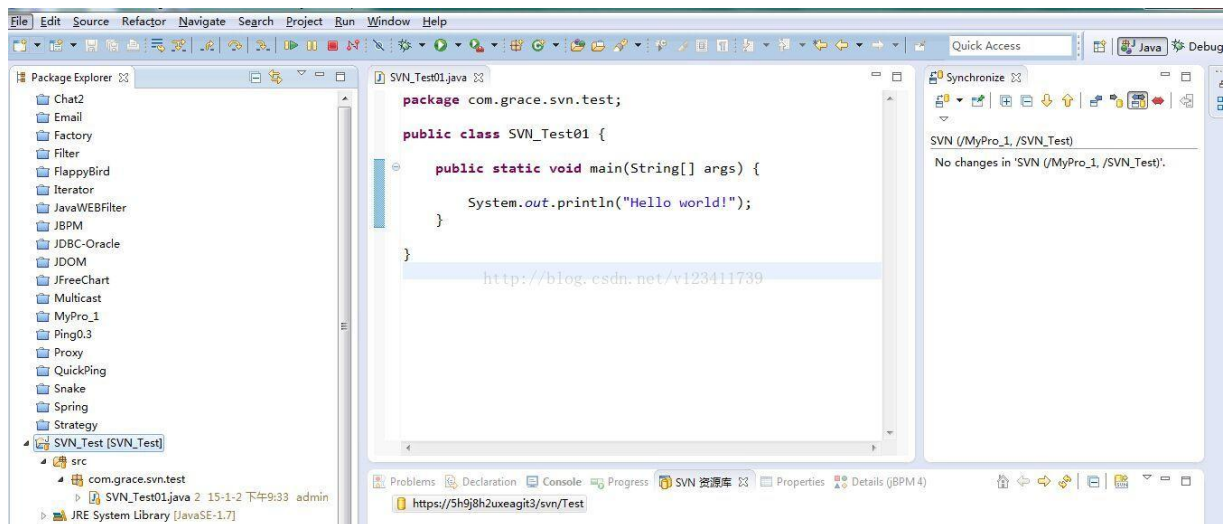 File Edit Source Refactor Navigate Search Project Run Window Help
Quick Access
Java
Debug
Package Explorer
Chat2
Email
Factory
Filter
FlappyBird
Iterator
JavaWEBFilter
JBPM
JDBC-Oracle
JDOM
JFreeChart
Multicast
MyPro_1
Ping0.3
Proxy
QuickPing
Snake
Spring
Strategy
SVN_Test [SVN_Test]
src
com.grace.svn.test
SVN_Test01.java 2 15-1-2 下午9:33 admin
JRE System Library [JavaSE-1.7]
SVN_Test01.java
package com.grace.svn.test;
public class SVN_Test01 {
public static void main(String[] args) {
System.out.println("Hello world!");
}
}
http://blog.csdn.net/v123411739
Synchronize
SVN (/MyPro_1, /SVN_Test)
No changes in 'SVN (/MyPro_1, /SVN_Test)'.
Problems Declaration Console Progress SVN 资源库 Properties Details (jBPM 4)
https://5h9j8h2uxeagit3/svn/Test